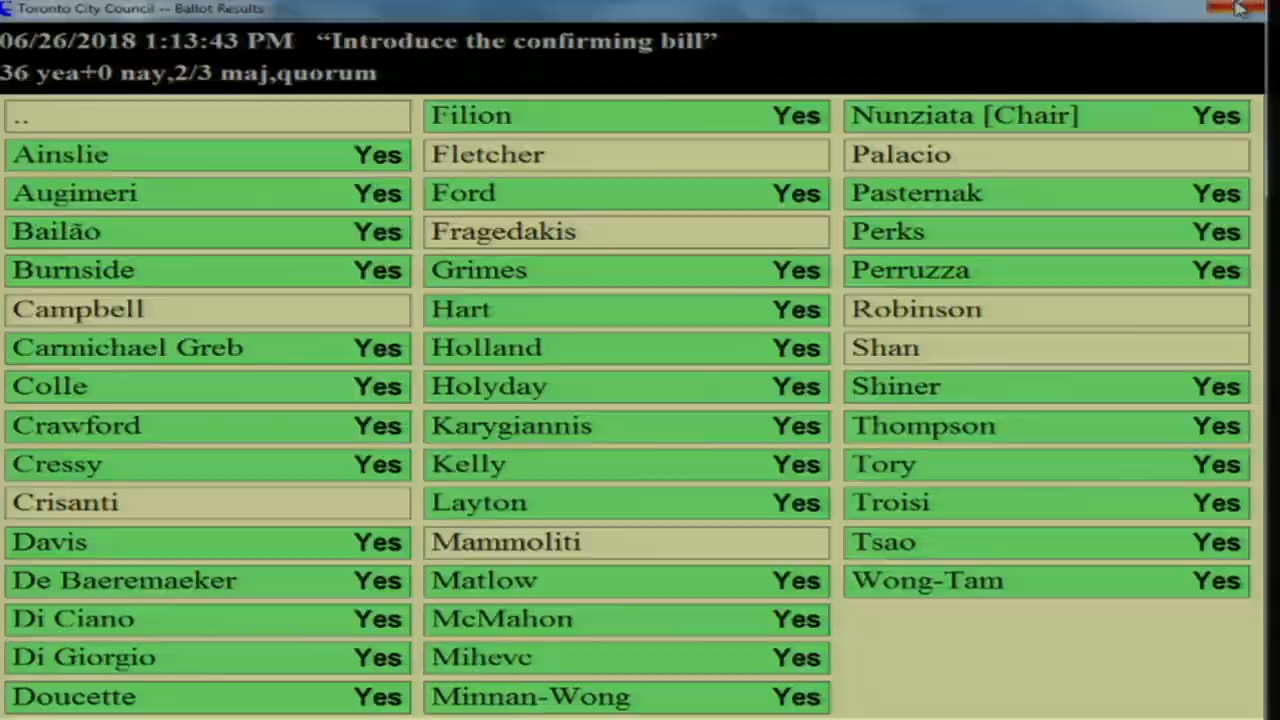 Toronto City Council -- Ballot Results
06/26/2018 1:13:43 PM “Introduce the confirming bill”
36 yea+0 nay,2/3 maj,quorum
..
Ainslie Yes
Augimeri Yes
Bailão Yes
Burnside Yes
Campbell
Carmichael Greb Yes
Colle Yes
Crawford Yes
Cressy Yes
Crisanti
Davis Yes
De Baeremaeker Yes
Di Ciano Yes
Di Giorgio Yes
Doucette Yes
Filion Yes
Fletcher
Ford Yes
Fragedakis
Grimes Yes
Hart Yes
Holland Yes
Holyday Yes
Karygiannis Yes
Kelly Yes
Layton Yes
Mammoliti
Matlow Yes
McMahon Yes
Mihevc Yes
Minnan-Wong Yes
Nunziata [Chair] Yes
Palacio
Pasternak Yes
Perks Yes
Perruzza Yes
Robinson
Shan
Shiner Yes
Thompson Yes
Tory Yes
Troisi Yes
Tsao Yes
Wong-Tam Yes